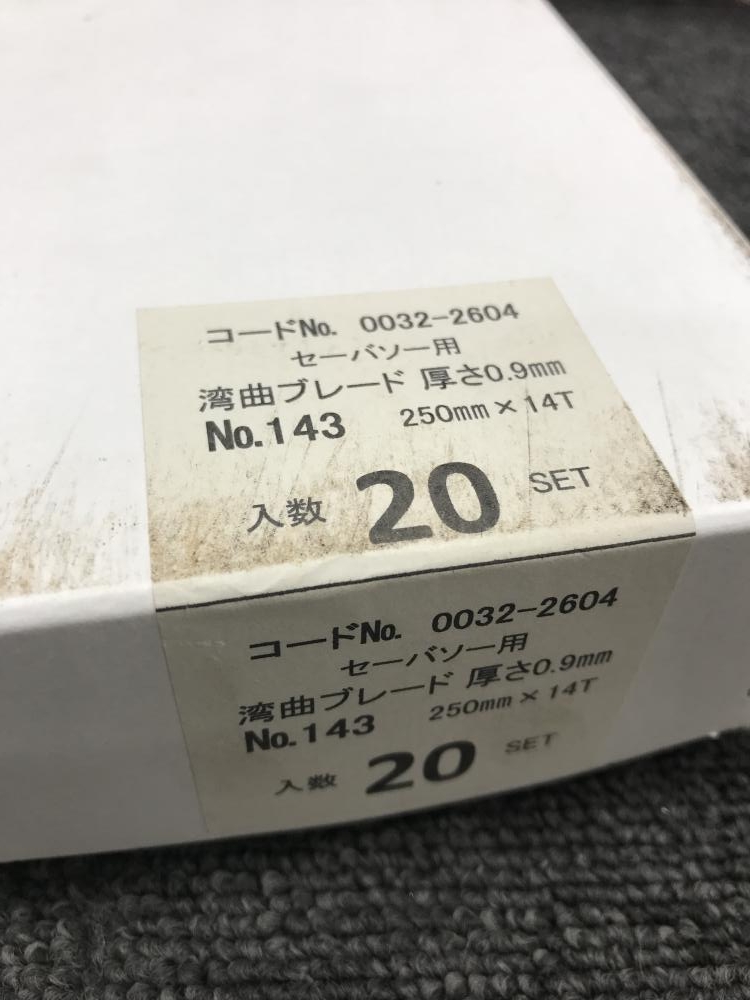 コードNo. 0032-2604
セーバソー用
湾曲ブレード 厚さ0.9mm
No.143 250mm×14T
入数 20 SET
コードNo. 0032-2604
セーバソー用
湾曲ブレード 厚さ0.9mm
No.143 250mm×14T
入数 20 SET